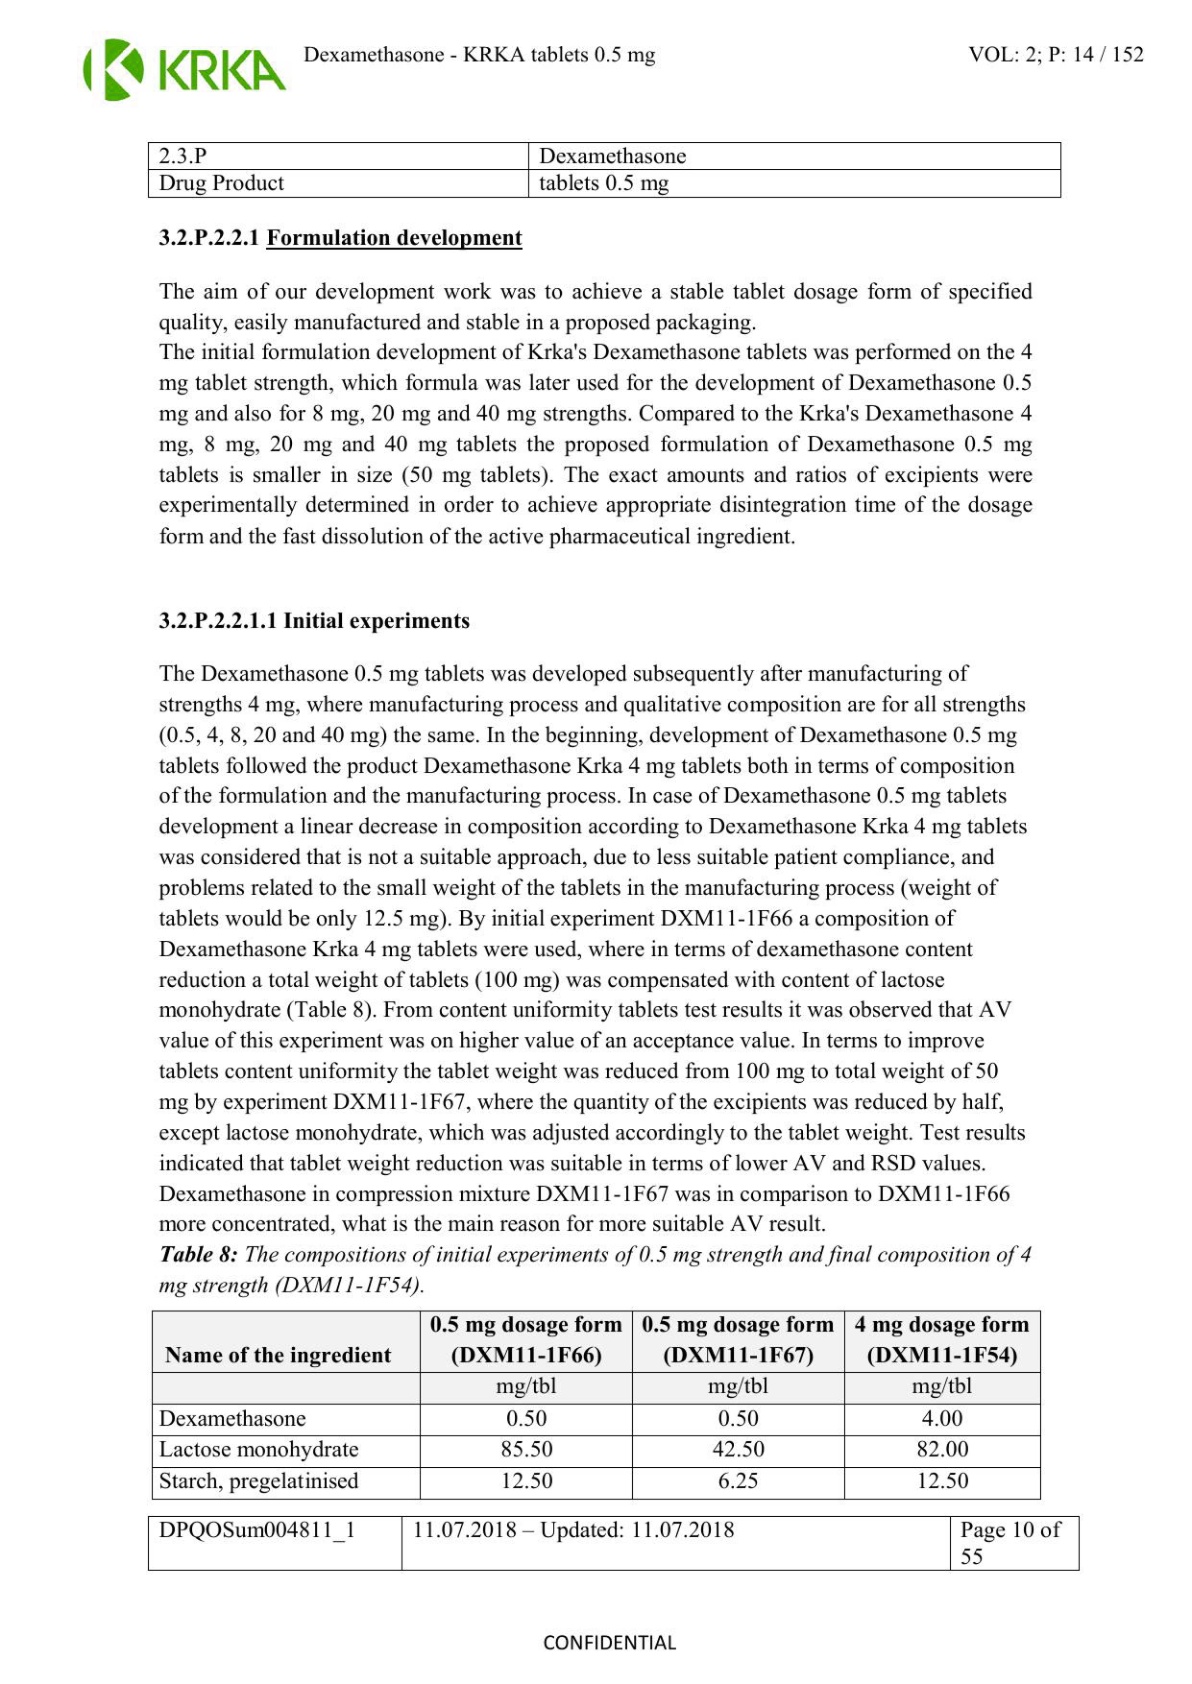 KRKA
Dexamethasone - KRKA tablets 0.5 mg VOL: 2; P: 14 / 152
2.3.P Dexamethasone
Drug Product tablets 0.5 mg
3.2.P.2.2.1 Formulation development
The aim of our development work was to achieve a stable tablet dosage form of specified
quality, easily manufactured and stable in a proposed packaging.
The initial formulation development of Krka's Dexamethasone tablets was performed on the 4
mg tablet strength, which formula was later used for the development of Dexamethasone 0.5
mg and also for 8 mg, 20 mg and 40 mg strengths. Compared to the Krka's Dexamethasone 4
mg, 8 mg, 20 mg and 40 mg tablets the proposed formulation of Dexamethasone 0.5 mg
tablets is smaller in size (50 mg tablets). The exact amounts and ratios of excipients were
experimentally determined in order to achieve appropriate disintegration time of the dosage
form and the fast dissolution of the active pharmaceutical ingredient.
3.2.P.2.2.1.1 Initial experiments
The Dexamethasone 0.5 mg tablets was developed subsequently after manufacturing of
strengths 4 mg, where manufacturing process and qualitative composition are for all strengths
(0.5, 4, 8, 20 and 40 mg) the same. In the beginning, development of Dexamethasone 0.5 mg
tablets followed the product Dexamethasone Krka 4 mg tablets both in terms of composition
of the formulation and the manufacturing process. In case of Dexamethasone 0.5 mg tablets
development a linear decrease in composition according to Dexamethasone Krka 4 mg tablets
was considered that is not a suitable approach, due to less suitable patient compliance, and
problems related to the small weight of the tablets in the manufacturing process (weight of
tablets would be only 12.5 mg). By initial experiment DXM11-1F66 a composition of
Dexamethasone Krka 4 mg tablets were used, where in terms of dexamethasone content
reduction a total weight of tablets (100 mg) was compensated with content of lactose
monohydrate (Table 8). From content uniformity tablets test results it was observed that AV
value of this experiment was on higher value of an acceptance value. In terms to improve
tablets content uniformity the tablet weight was reduced from 100 mg to total weight of 50
mg by experiment DXM11-1F67, where the quantity of the excipients was reduced by half,
except lactose monohydrate, which was adjusted accordingly to the tablet weight. Test results
indicated that tablet weight reduction was suitable in terms of lower AV and RSD values.
Dexamethasone in compression mixture DXM11-1F67 was in comparison to DXM11-1F66
more concentrated, what is the main reason for more suitable AV result.
Table 8: The compositions of initial experiments of 0.5 mg strength and final composition of 4
mg strength (DXM11-1F54).
0.5 mg dosage form 0.5 mg dosage form 4 mg dosage form
Name of the ingredient (DXM11-1F66) (DXM11-1F67) (DXM11-1F54)
mg/tbl mg/tbl mg/tbl
Dexamethasone 0.50 0.50 4.00
Lactose monohydrate 85.50 42.50 82.00
Starch, pregelatinised 12.50 6.25 12.50
DPQOSum004811_1 11.07.2018 – Updated: 11.07.2018 Page 10 of
55
CONFIDENTIAL